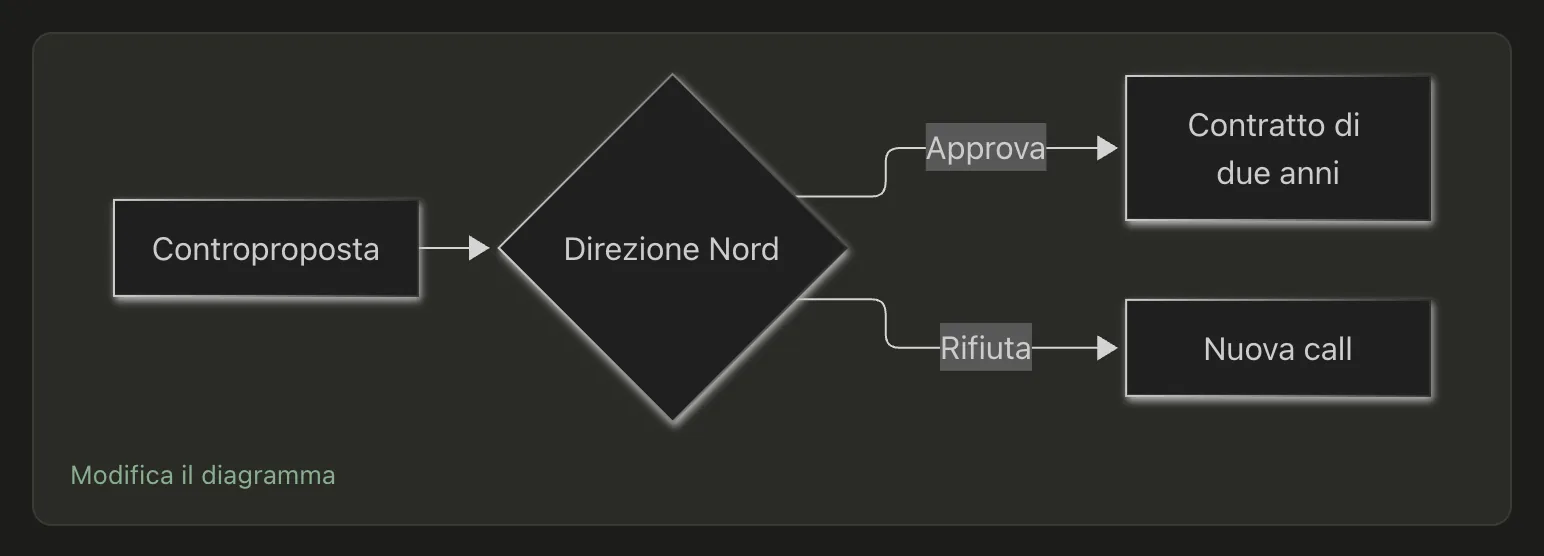 Controproposta
Direzione Nord
Approva
Contratto di
due anni
Rifiuta
Nuova call
Modifica il diagramma